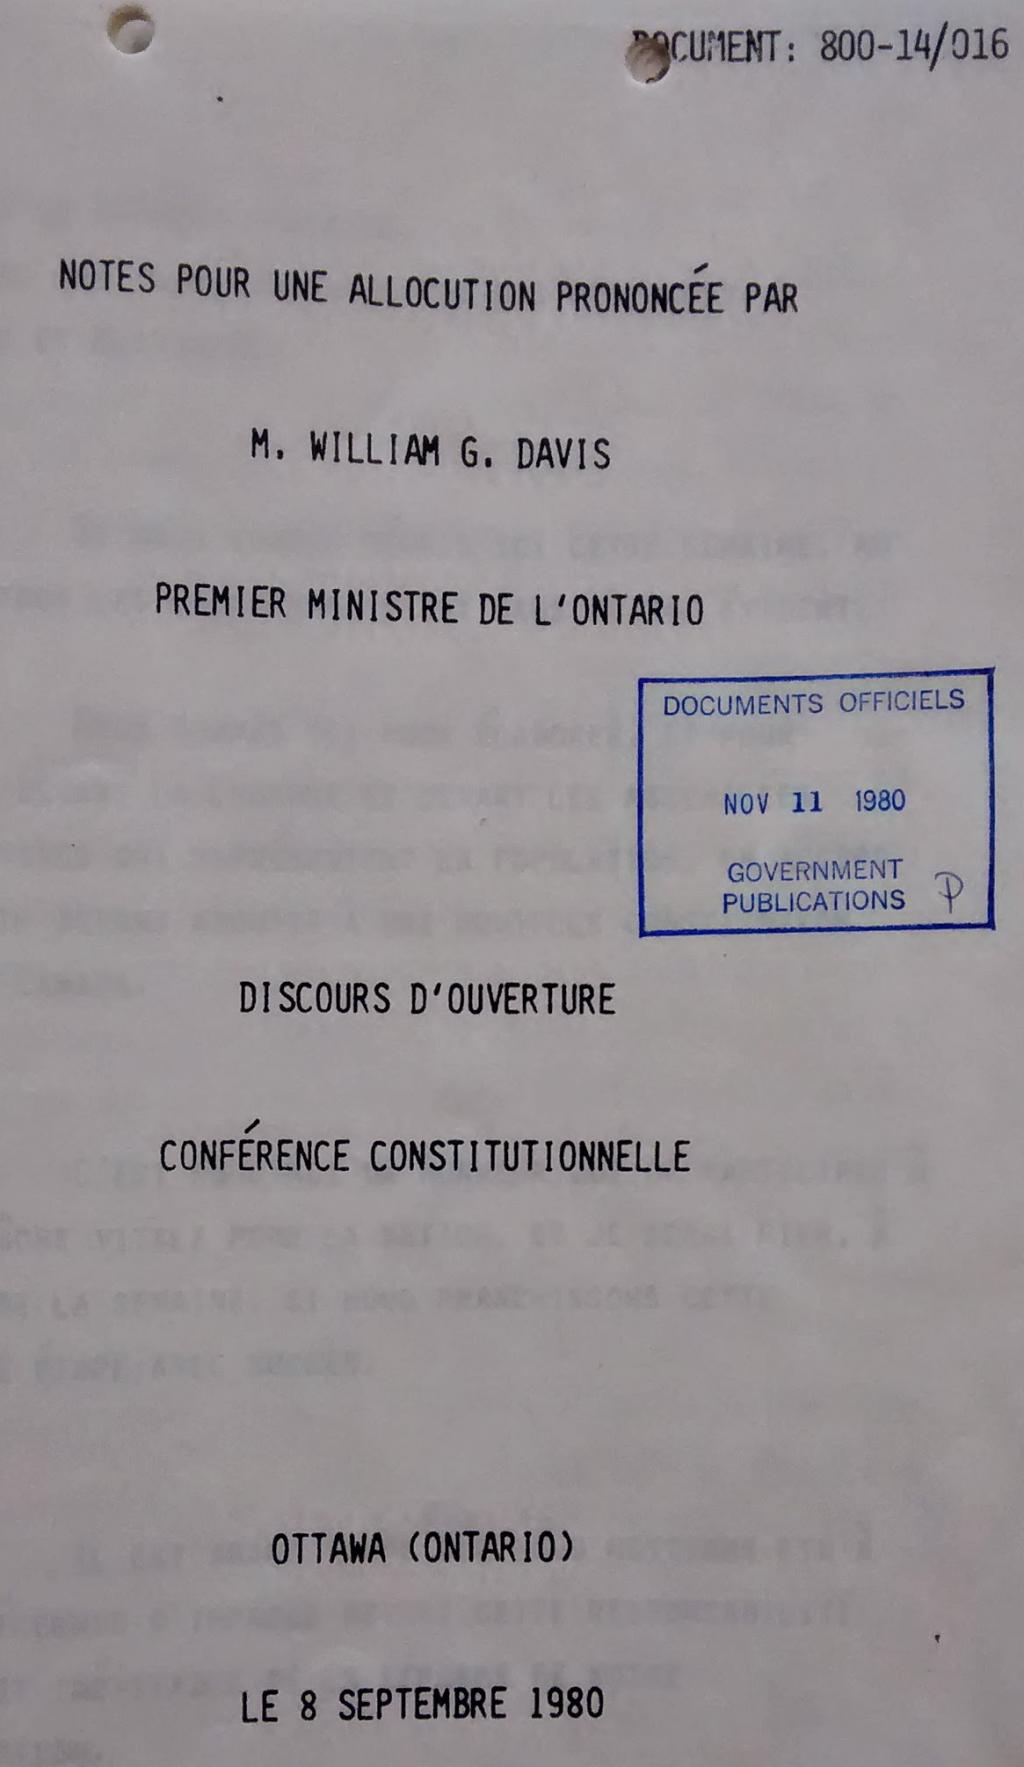 DOCUMENT: 800-14/016
NOTES POUR UNE ALLOCUTION PRONONCÉE PAR
M. WILLIAM G. DAVIS
PREMIER MINISTRE DE L'ONTARIO
DOCUMENTS OFFICIELS
NOV 11 1980
GOVERNMENT
PUBLICATIONS
DISCOURS D'OUVERTURE
CONFÉRENCE CONSTITUTIONNELLE
OTTAWA (ONTARIO)
LE 8 SEPTEMBRE 1980